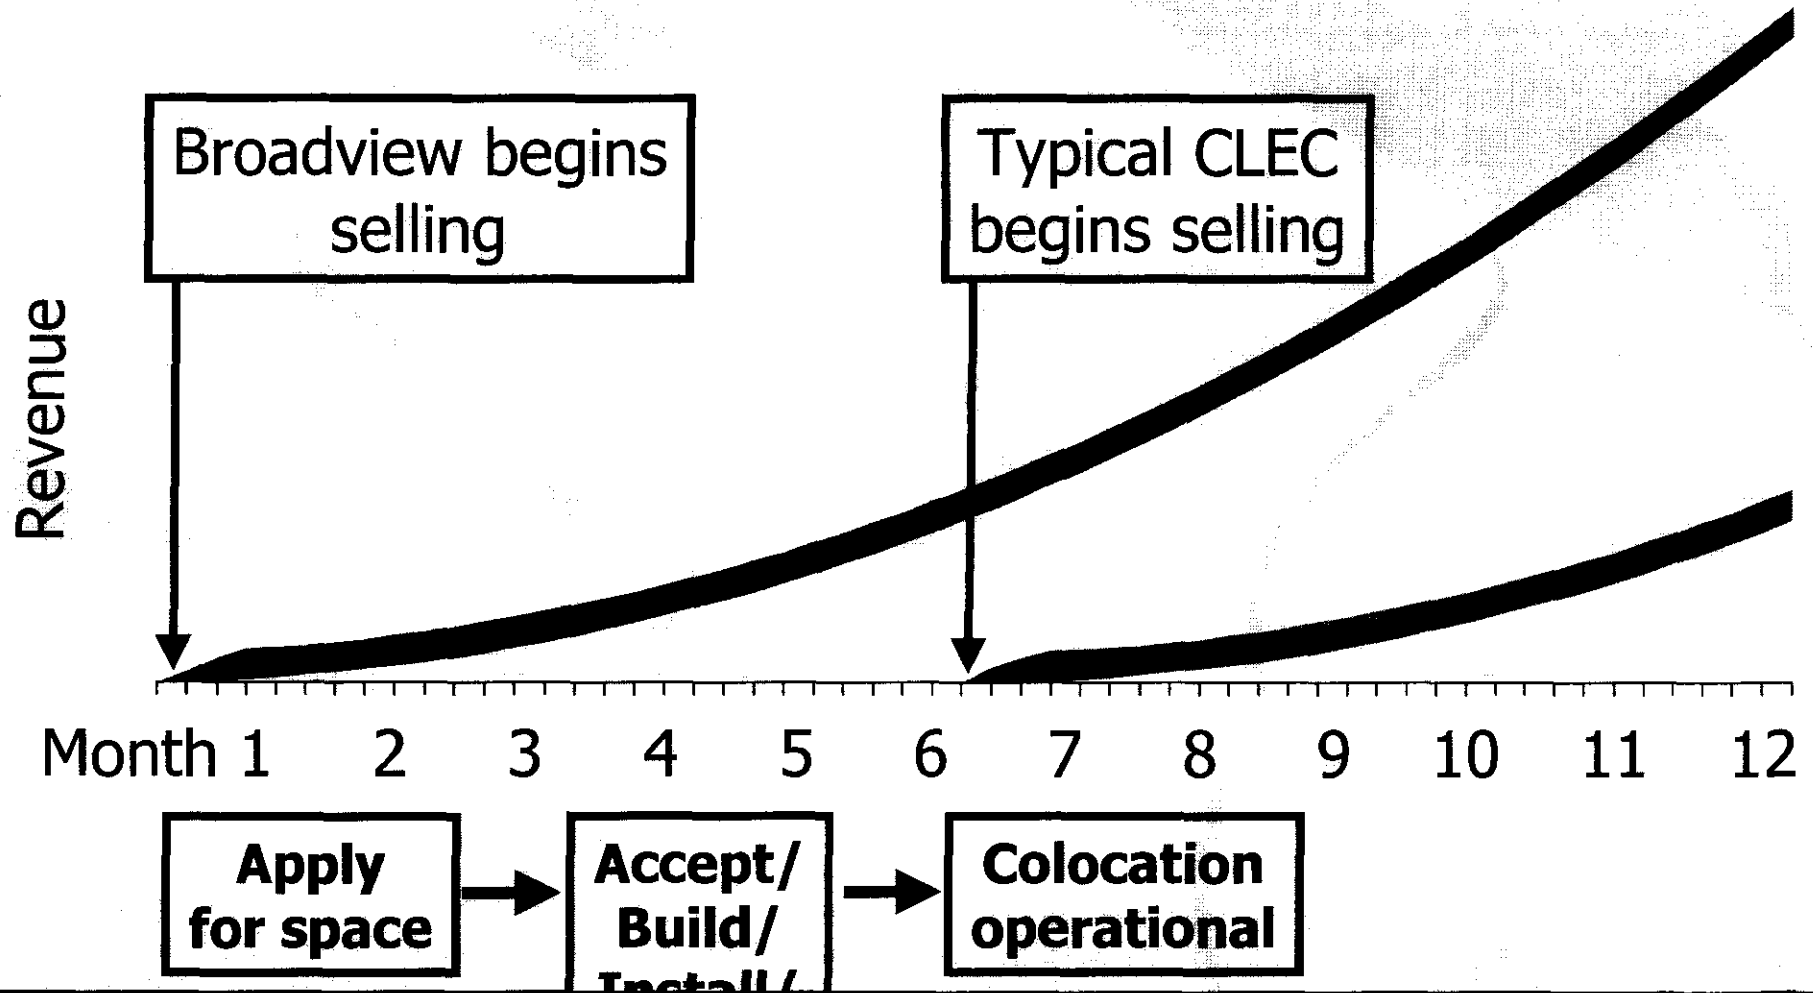 Broadview begins
selling
Typical CLEC
begins selling
Revenue
Month 1 2 3 4 5 6 7 8 9 10 11 12
Apply
for space
Accept/
Build/
Install/
Colocation
operational